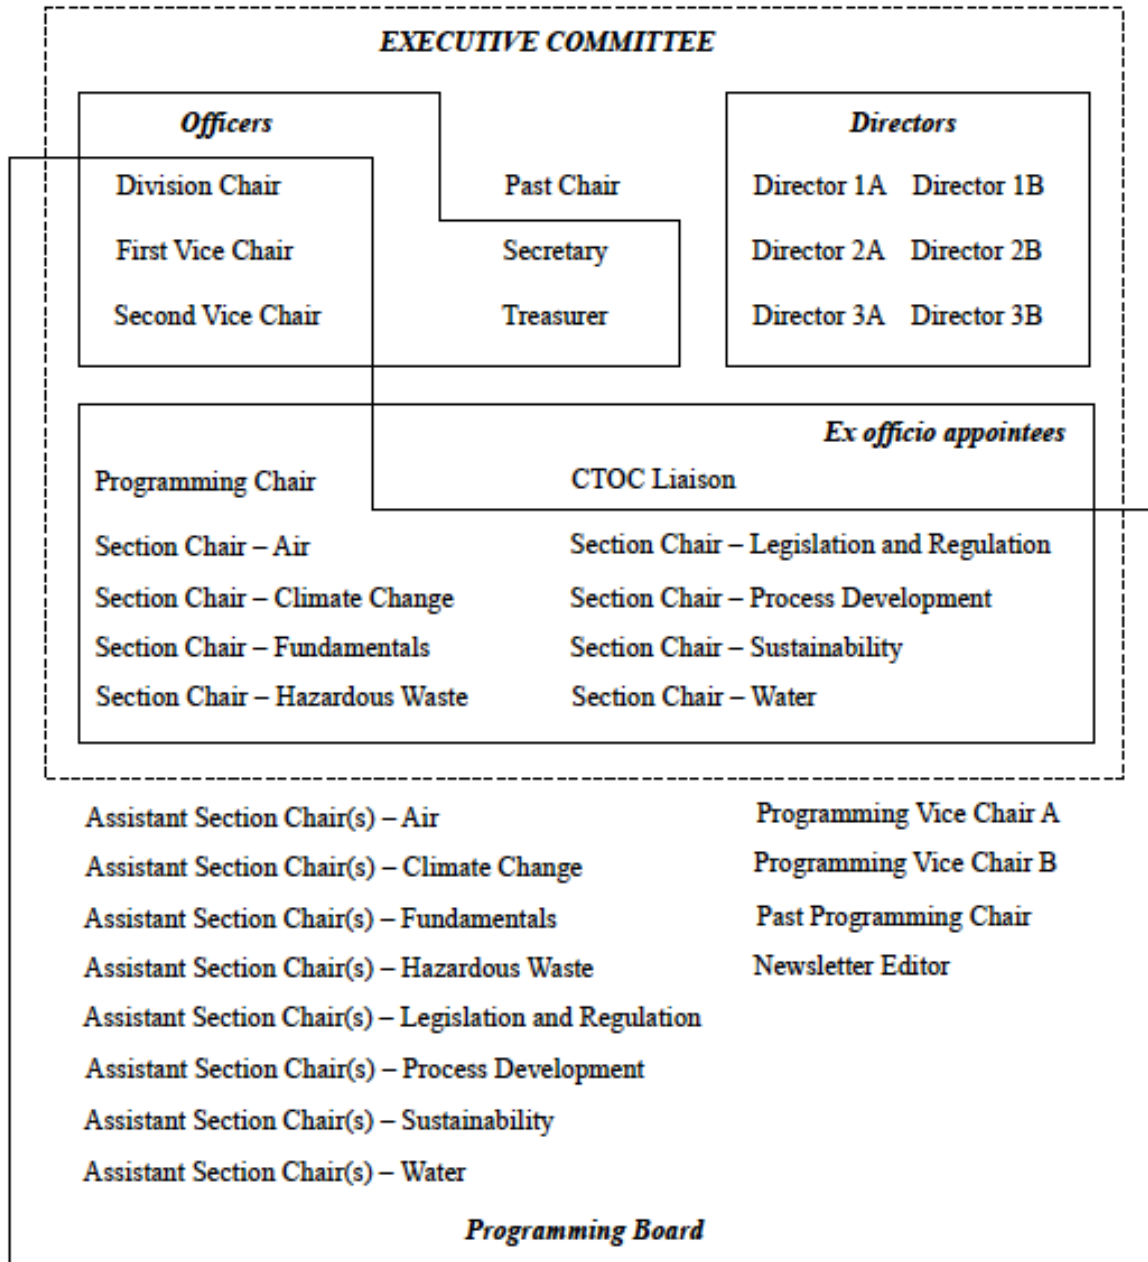 EXECUTIVE COMMITTEE
Officers
Directors
Division Chair
Past Chair
Director 1A Director 1B
First Vice Chair
Secretary
Director 2A Director 2B
Second Vice Chair
Treasurer
Director 3A Director 3B
Ex officio appointees
Programming Chair
CTOC Liaison
Section Chair – Air
Section Chair – Legislation and Regulation
Section Chair – Climate Change
Section Chair – Process Development
Section Chair – Fundamentals
Section Chair – Sustainability
Section Chair – Hazardous Waste
Section Chair – Water
Assistant Section Chair(s) – Air
Programming Vice Chair A
Assistant Section Chair(s) – Climate Change
Programming Vice Chair B
Assistant Section Chair(s) – Fundamentals
Past Programming Chair
Assistant Section Chair(s) – Hazardous Waste
Newsletter Editor
Assistant Section Chair(s) – Legislation and Regulation
Assistant Section Chair(s) – Process Development
Assistant Section Chair(s) – Sustainability
Assistant Section Chair(s) – Water
Programming Board